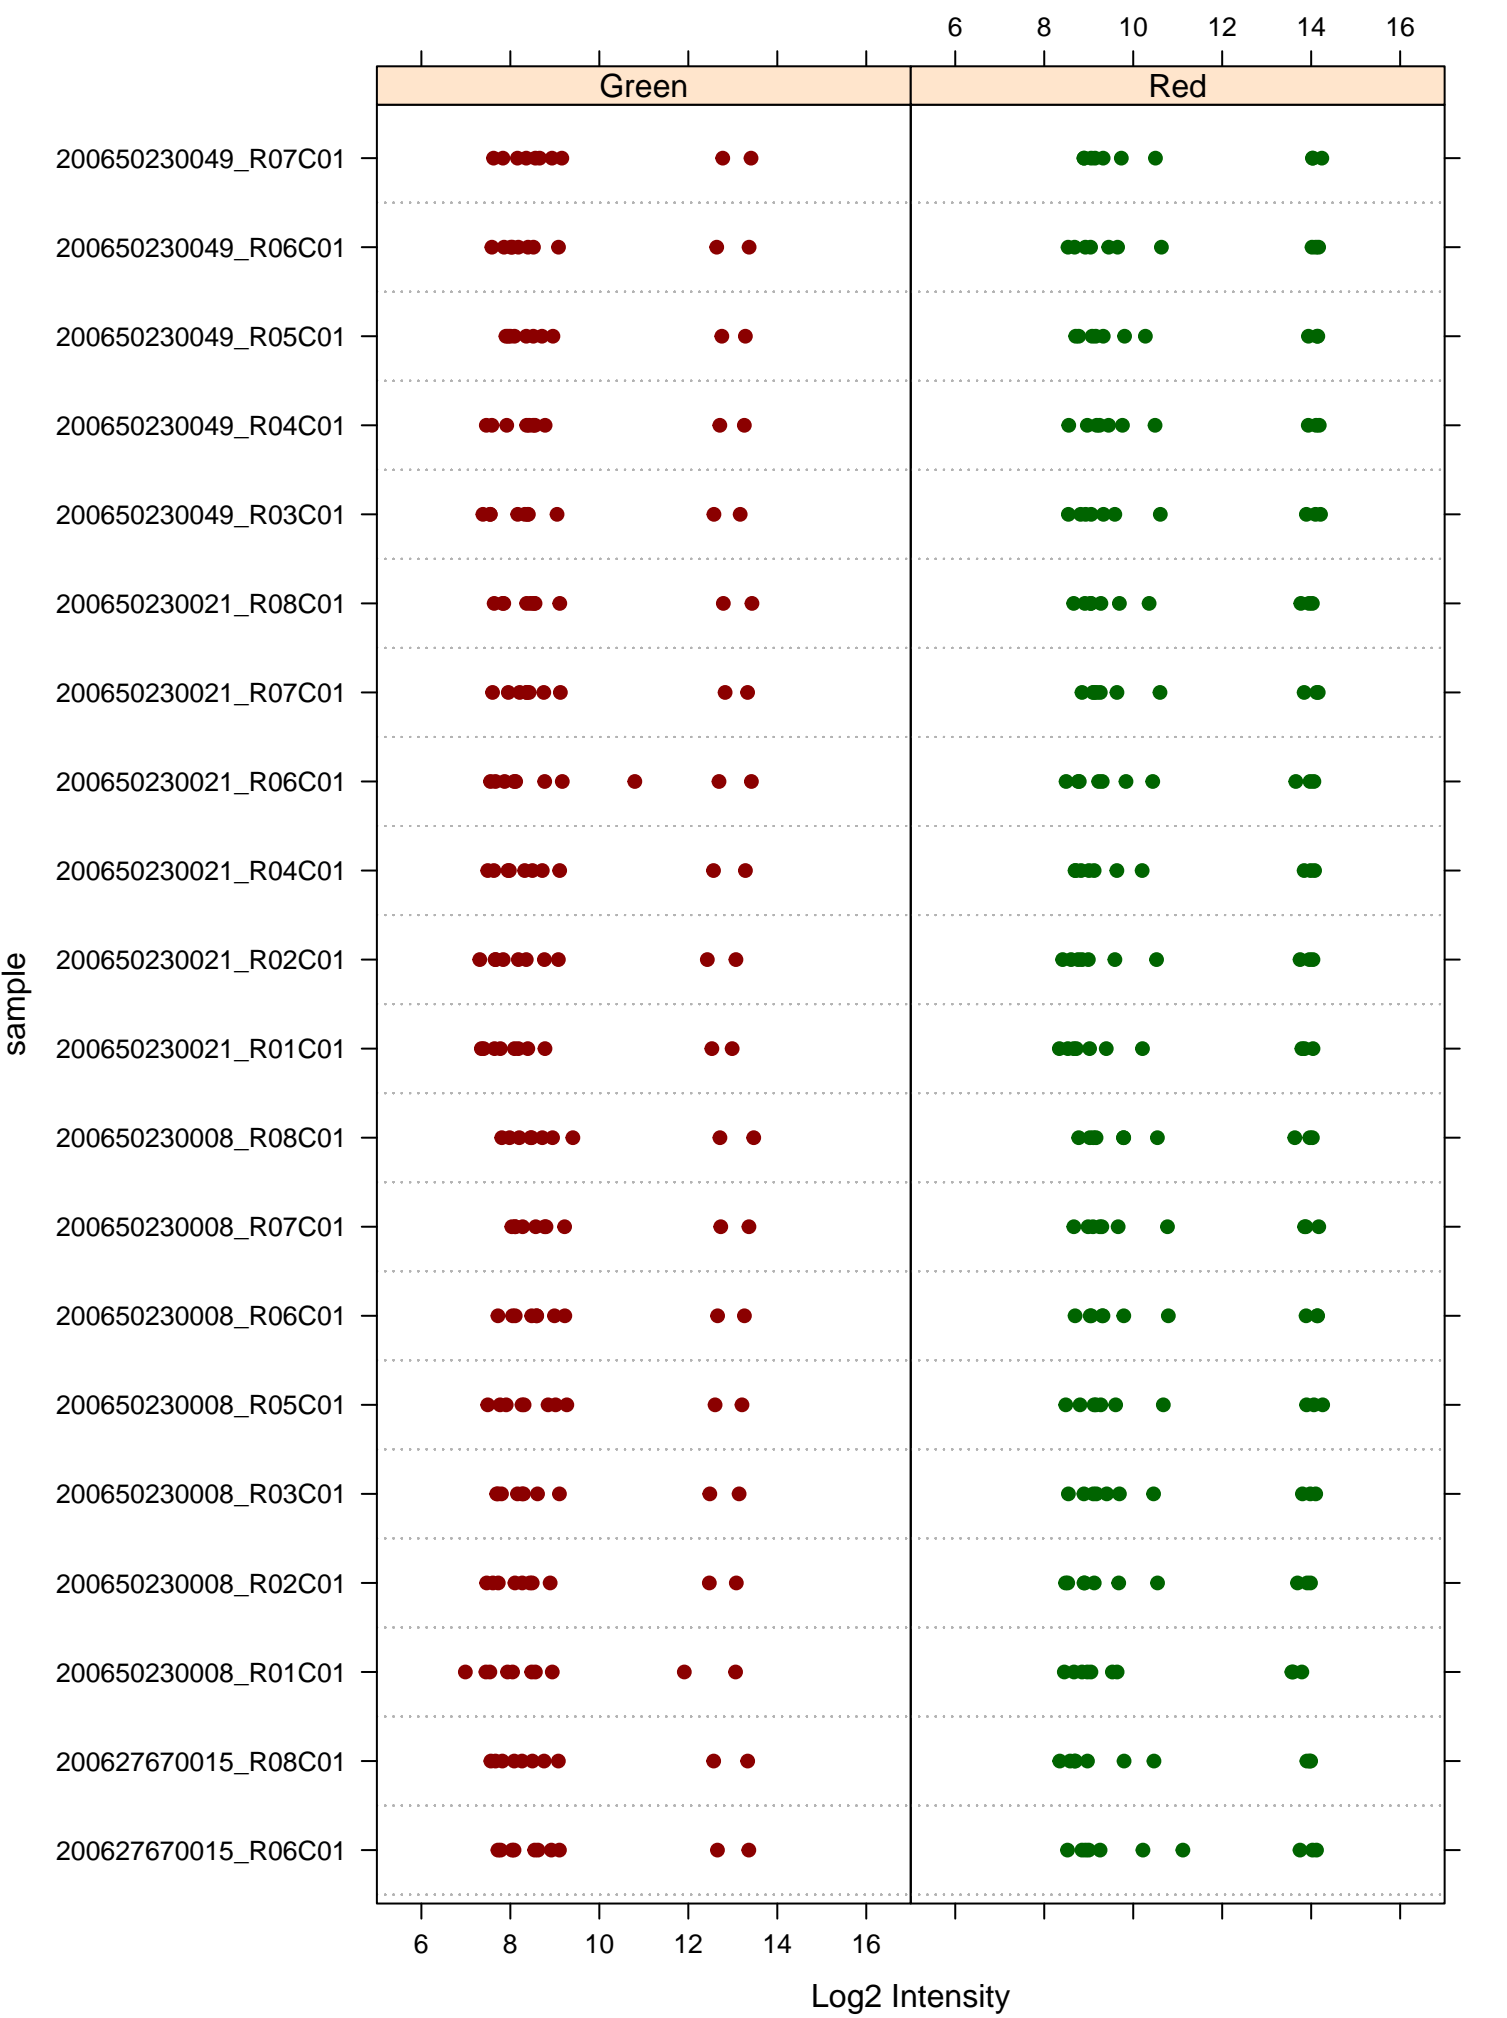 6 8 10 12 14 16
Green Red
200650230049_R07C01
200650230049_R06C01
200650230049_R05C01
200650230049_R04C01
200650230049_R03C01
200650230021_R08C01
200650230021_R07C01
200650230021_R06C01
200650230021_R04C01
200650230021_R02C01
sample
200650230021_R01C01
200650230008_R08C01
200650230008_R07C01
200650230008_R06C01
200650230008_R05C01
200650230008_R03C01
200650230008_R02C01
200650230008_R01C01
200627670015_R08C01
200627670015_R06C01
6 8 10 12 14 16
Log2 Intensity